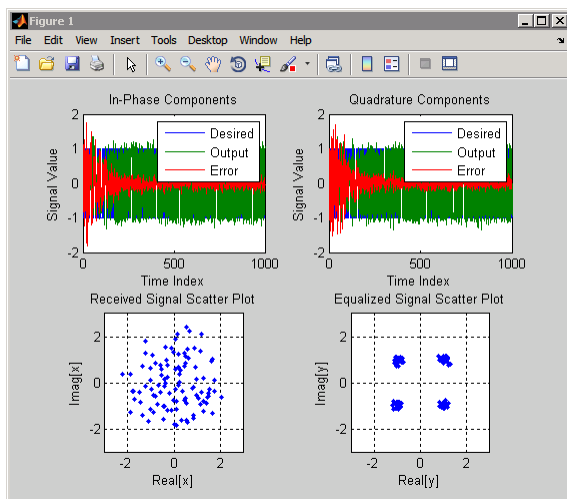 Figure 1
File Edit View Insert Tools Desktop Window Help
In-Phase Components
2
1
0
-1
-2
Signal Value
0 500 1000
Time Index
Desired
Output
Error
Quadrature Components
2
1
0
-1
-2
Signal Value
0 500 1000
Time Index
Desired
Output
Error
Received Signal Scatter Plot
2
0
-2
Imag[x]
-2 0 2
Real[x]
Equalized Signal Scatter Plot
2
0
-2
Imag[y]
-2 0 2
Real[y]